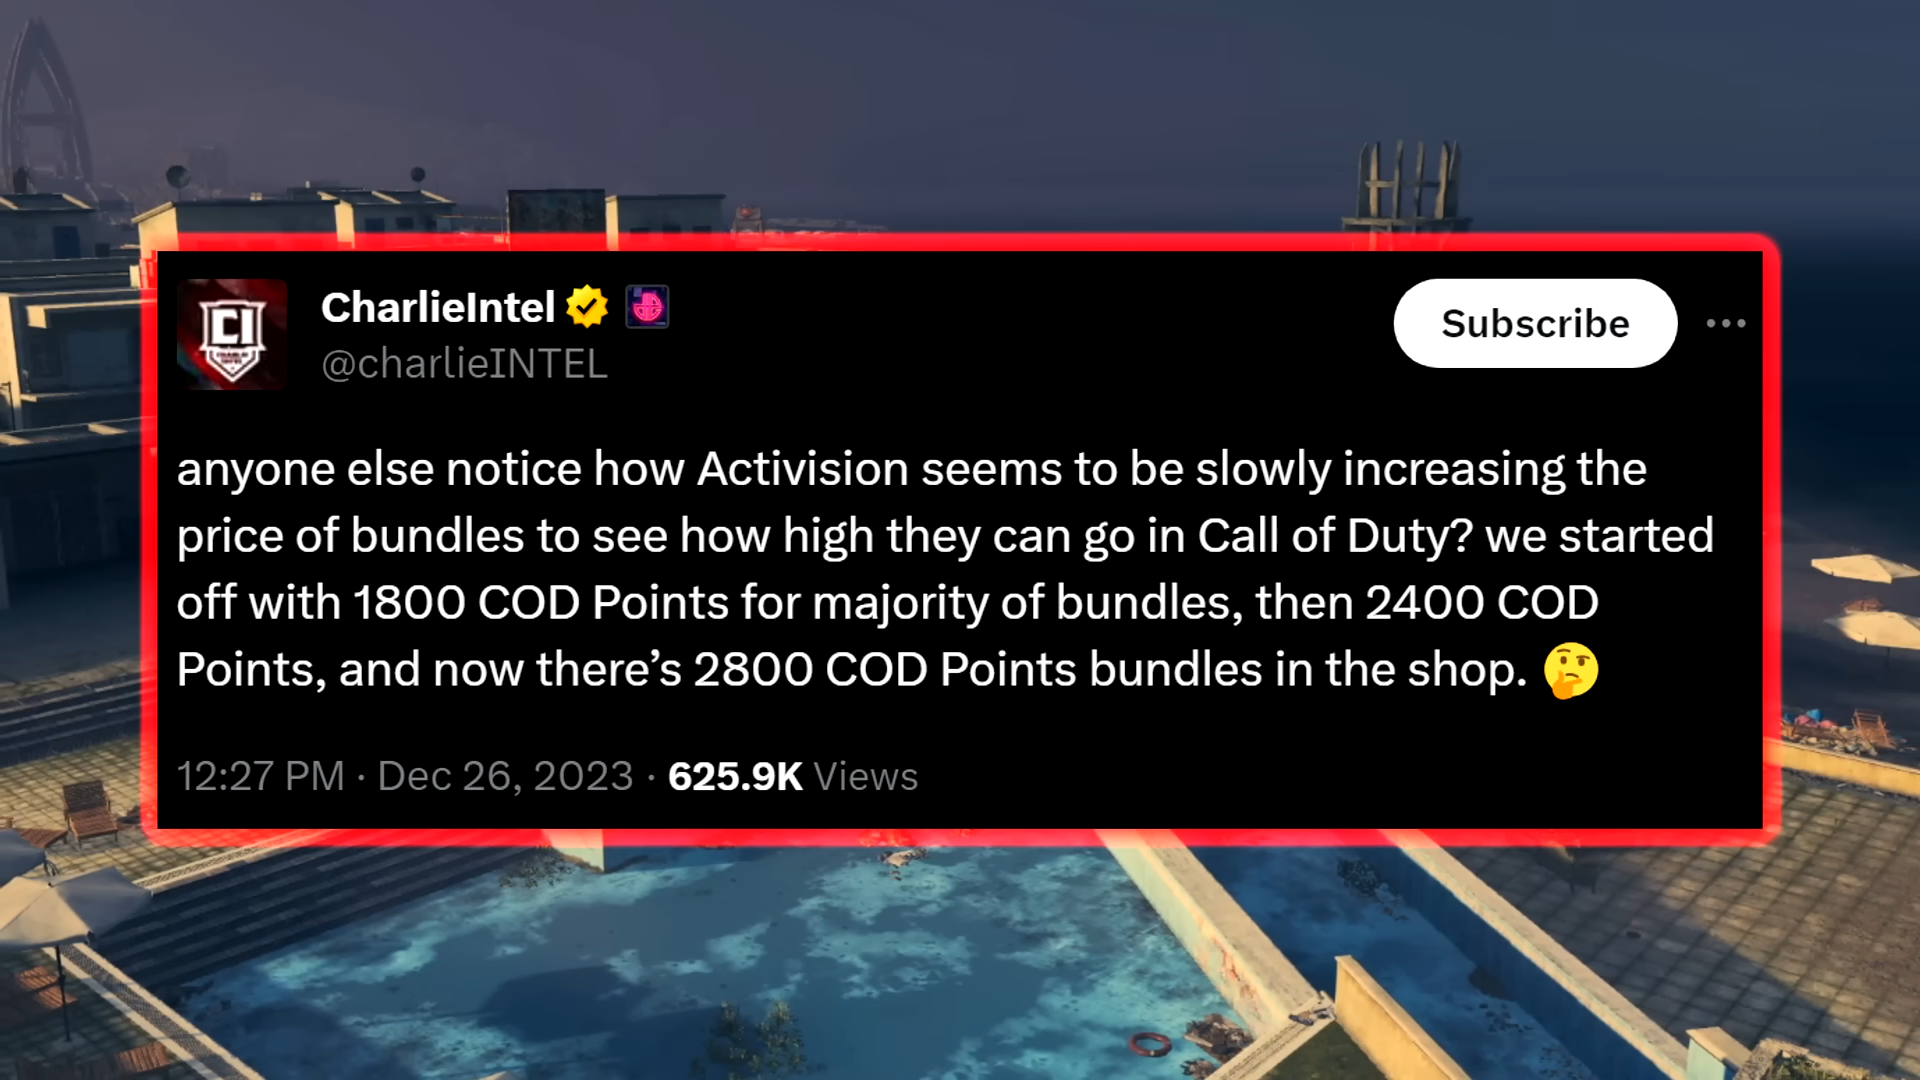 CharlieIntel
@charlieINTEL
Subscribe
CI
anyone else notice how Activision seems to be slowly increasing the
price of bundles to see how high they can go in Call of Duty? we started
off with 1800 COD Points for majority of bundles, then 2400 COD
Points, and now there’s 2800 COD Points bundles in the shop. 🤔
12:27 PM · Dec 26, 2023 · 625.9K Views